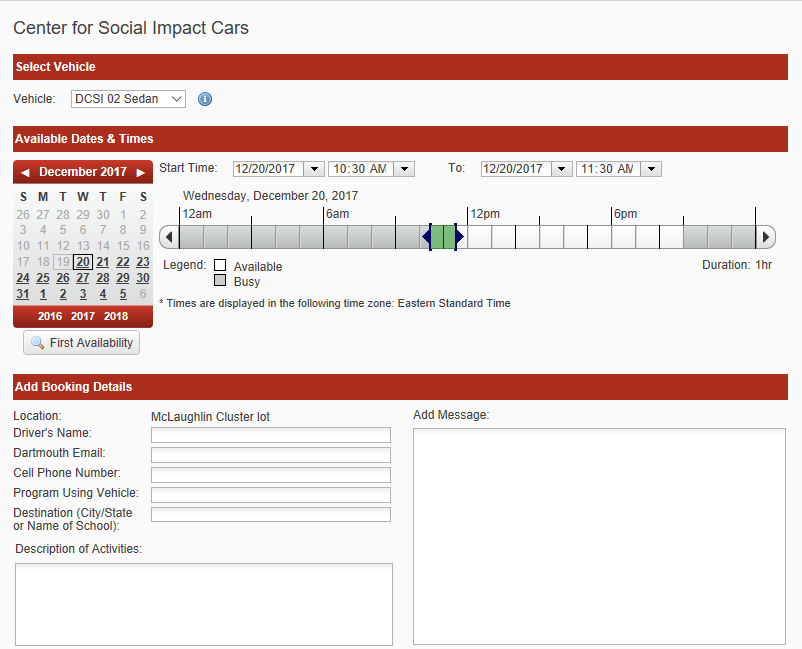 Center for Social Impact Cars
Select Vehicle
Vehicle: DCSI 02 Sedan
Available Dates & Times
December 2017
S M T W T F S
26 27 28 29 30 1 2
3 4 5 6 7 8 9
10 11 12 13 14 15 16
17 18 19 20 21 22 23
24 25 26 27 28 29 30
31 1 2 3 4 5 6
2016 2017 2018
First Availability
Start Time: 12/20/2017 10:30 AM To: 12/20/2017 11:30 AM
Wednesday, December 20, 2017
12am 6am 12pm 6pm
Legend: Available Duration: 1hr
Busy
* Times are displayed in the following time zone: Eastern Standard Time
Add Booking Details
Location: McLaughlin Cluster lot
Driver's Name:
Dartmouth Email:
Cell Phone Number:
Program Using Vehicle:
Destination (City/State
or Name of School):
Description of Activities:
Add Message: